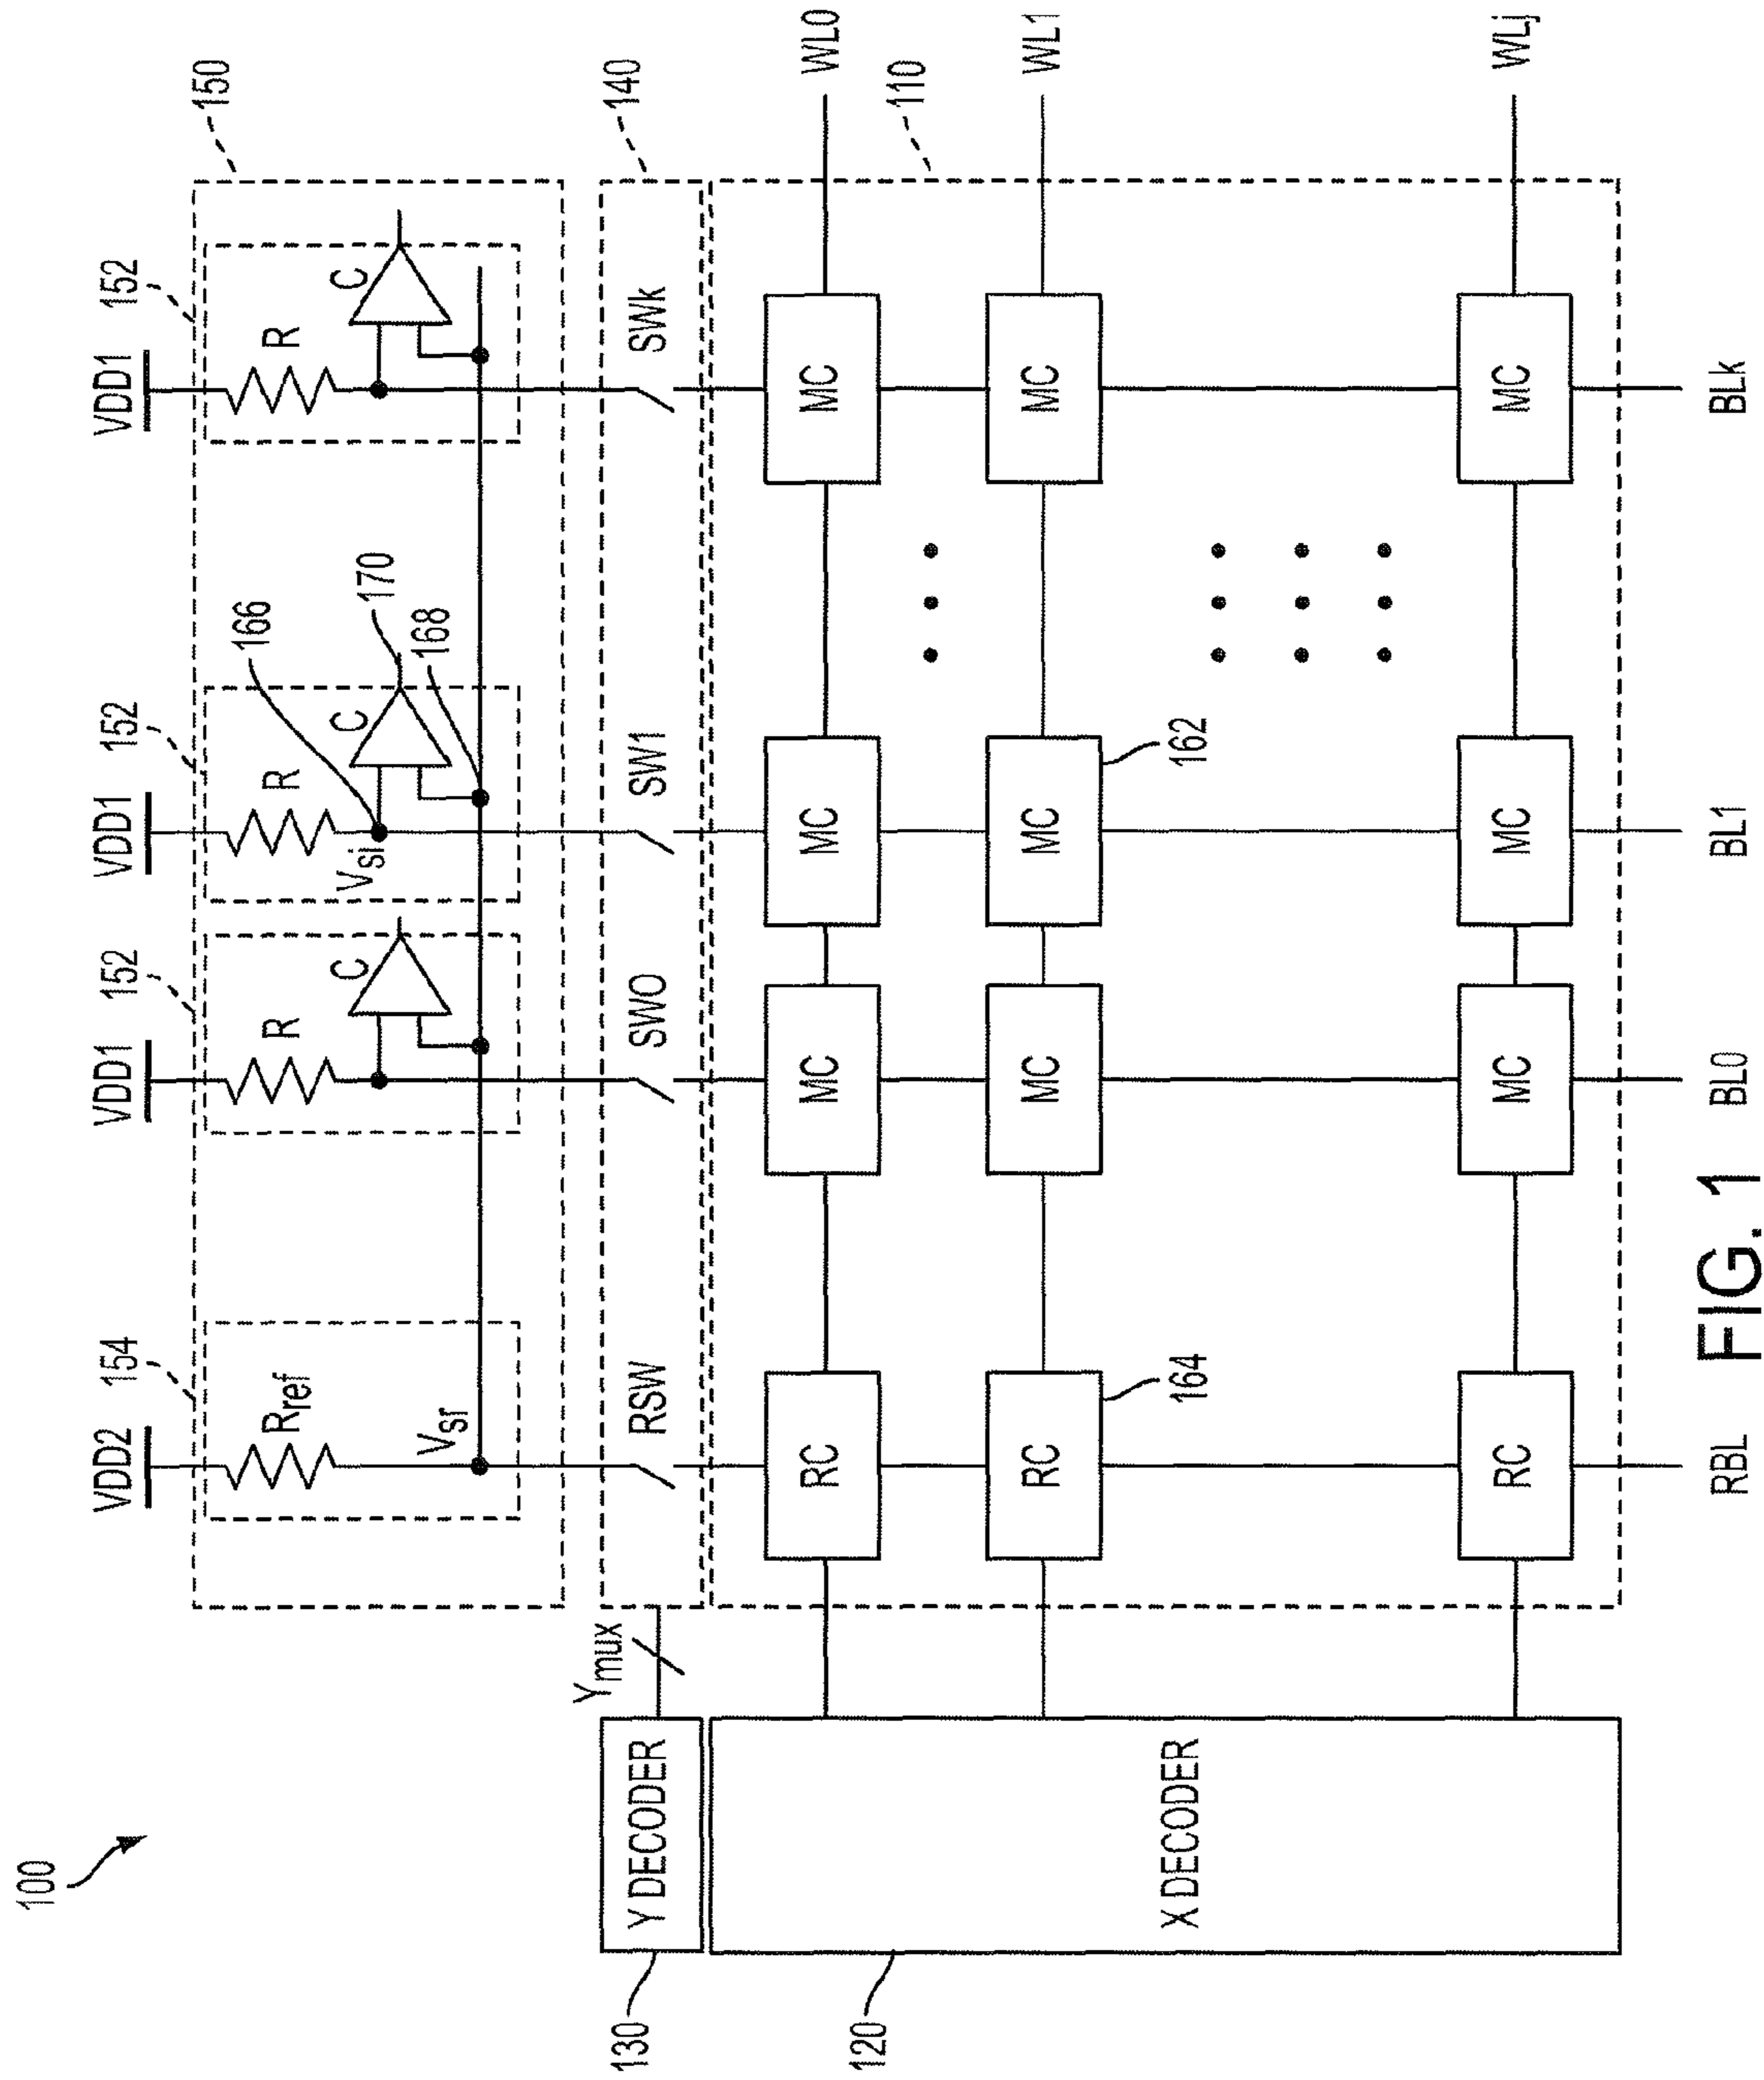 100
154
152
152
152
150
VDD2
VDD1
VDD1
VDD1
Rref
R
R
R
C
C
C
166
170
168
Vsr
Vsi
140
Ymux
RSW
SW0
SW1
SWk
130
Y DECODER
120
X DECODER
110
RC
MC
MC
MC
WL0
RC
MC
MC
MC
WL1
164
162
RC
MC
MC
MC
WLj
RBL
BL0
BL1
BLk
FIG. 1